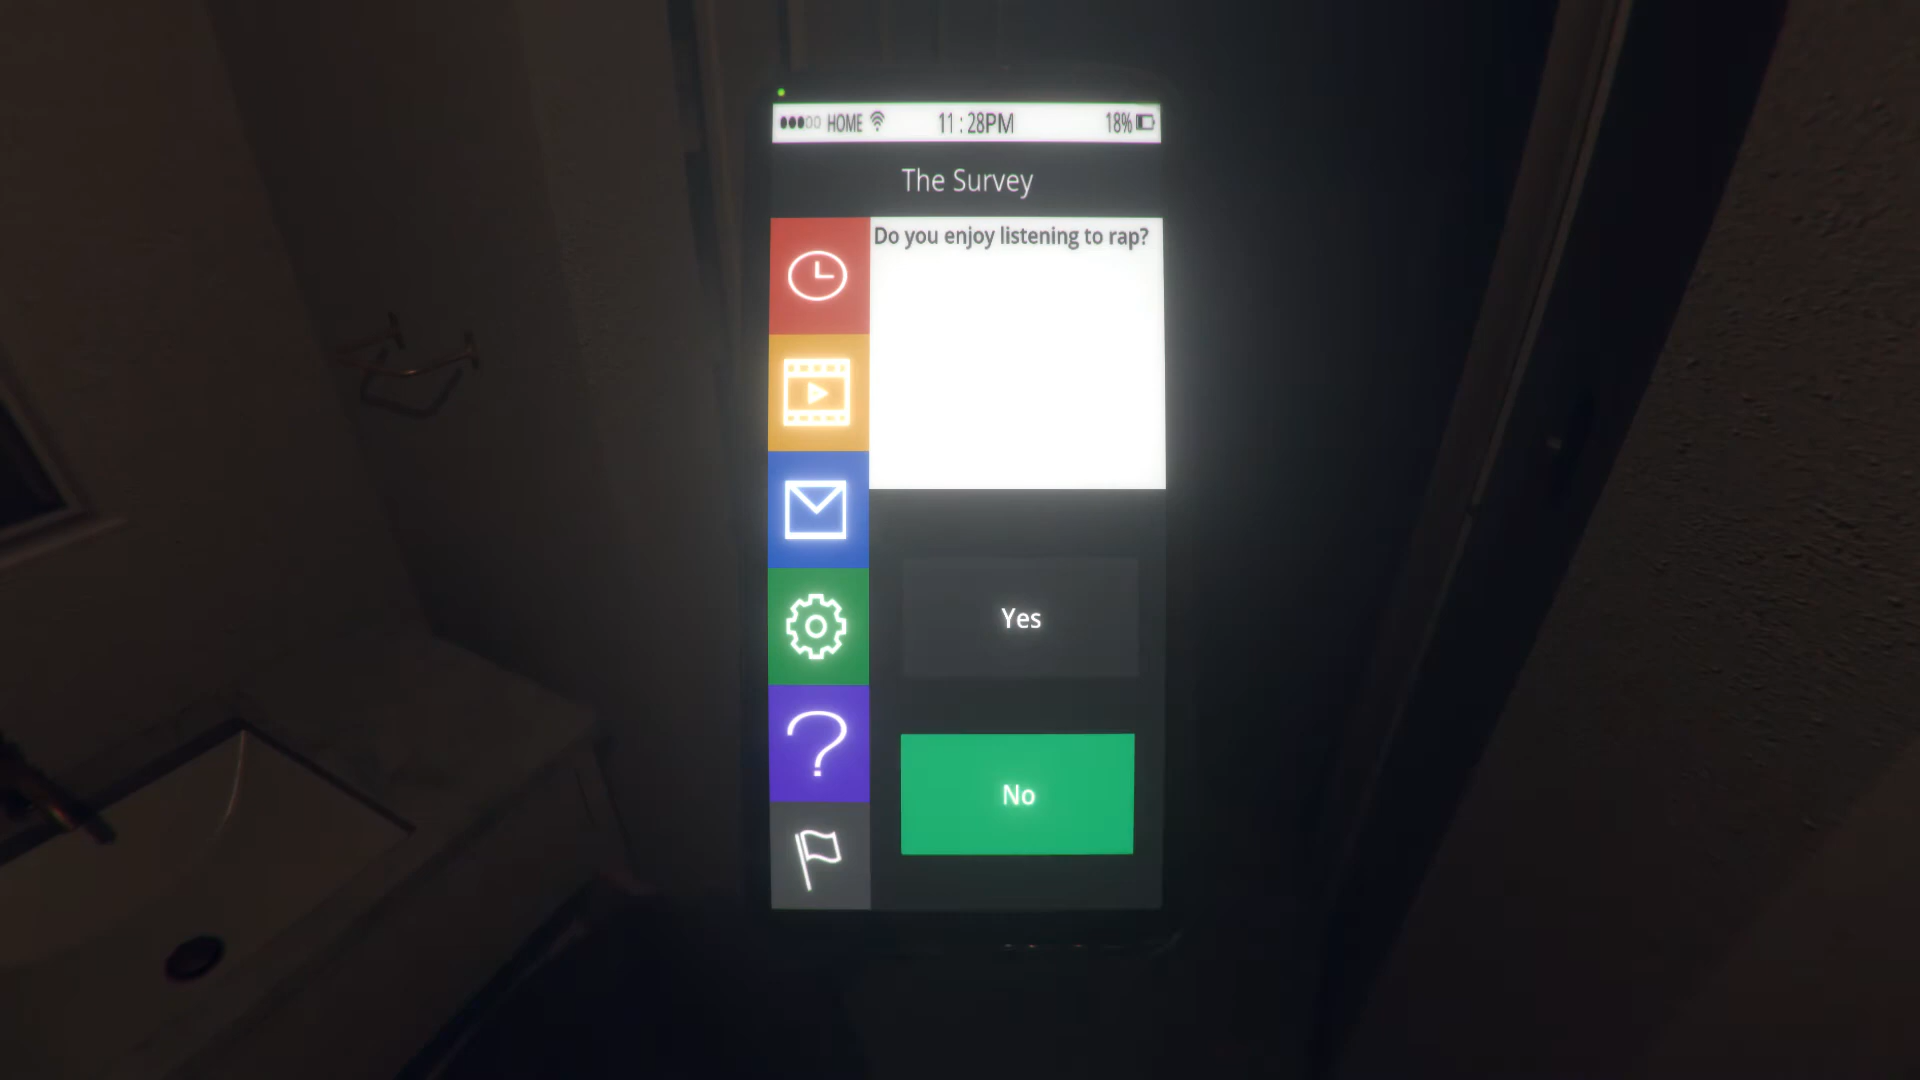 HOME 11:28PM 18%
The Survey
Do you enjoy listening to rap?
Yes
No